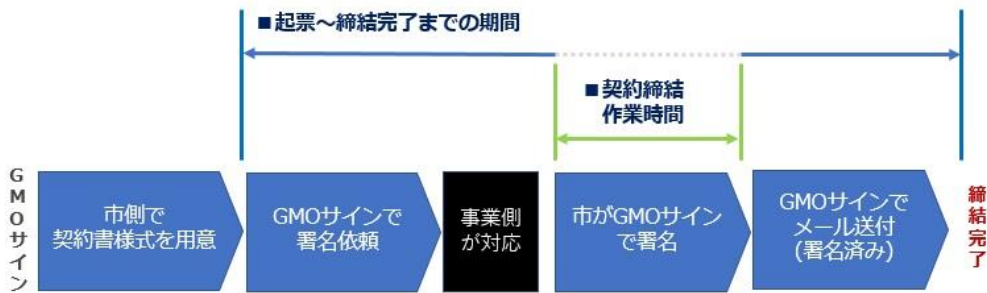 ■起票～締結完了までの期間
■契約締結
作業時間
GMOサイン
市側で
契約書様式を用意
GMOサインで
署名依頼
事業側
が対応
市がGMOサイン
で署名
GMOサインで
メール送付
(署名済み)
締結完了